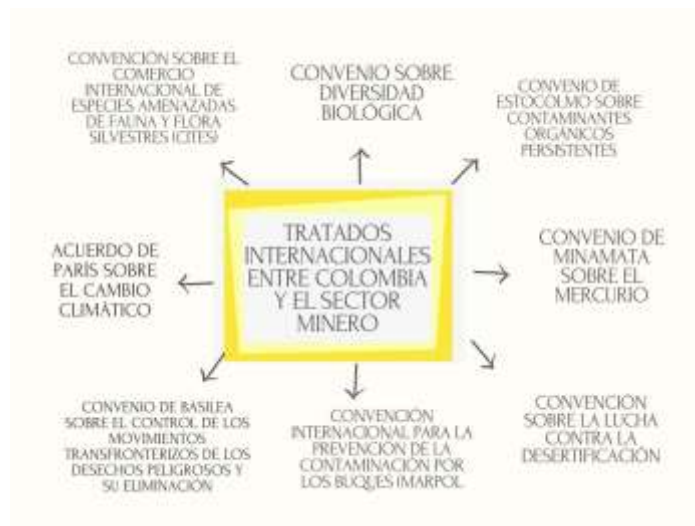 CONVENCIÓN SOBRE EL
COMERCIO
INTERNACIONAL DE
ESPECIES AMENAZADAS
DE FAUNA Y FLORA
SILVESTRES (CITES)
CONVENIO SOBRE
DIVERSIDAD
BIOLÓGICA
CONVENIO DE
ESTOCOLMO SOBRE
CONTAMINANTES
ORGÁNICOS
PERSISTENTES
TRATADOS
INTERNACIONALES
ENTRE COLOMBIA
Y EL SECTOR
MINERO
ACUERDO DE
PARÍS SOBRE
EL CAMBIO
CLIMÁTICO
CONVENIO DE
MINAMATA
SOBRE EL
MERCURIO
CONVENIO DE BASILEA
SOBRE EL CONTROL DE LOS
MOVIMIENTOS
TRANSFRONTERIZOS DE LOS
DESECHOS PELIGROSOS Y
SU ELIMINACIÓN
CONVENCIÓN
INTERNACIONAL PARA LA
PREVENCIÓN DE LA
CONTAMINACIÓN POR
LOS BUQUES (MARPOL
CONVENCIÓN
SOBRE LA LUCHA
CONTRA LA
DESERTIFICACIÓN